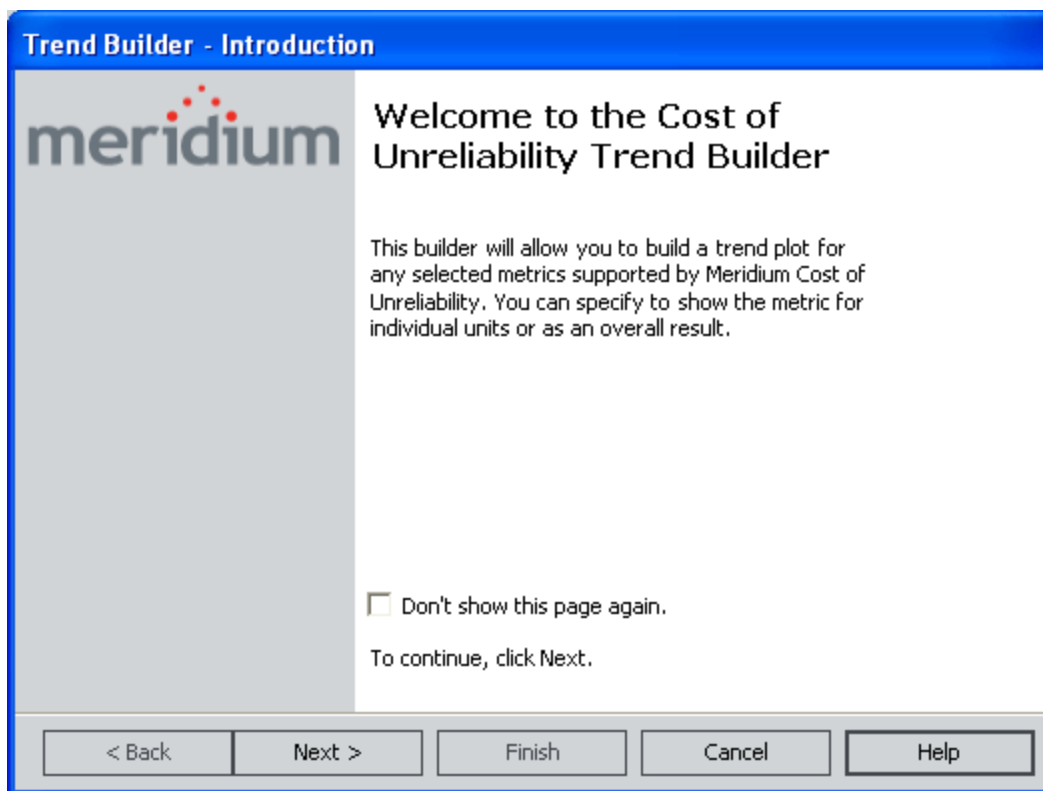 Trend Builder - Introduction
meridium
Welcome to the Cost of
Unreliability Trend Builder
This builder will allow you to build a trend plot for
any selected metrics supported by Meridium Cost of
Unreliability. You can specify to show the metric for
individual units or as an overall result.
Don't show this page again.
To continue, click Next.
< Back Next > Finish Cancel Help